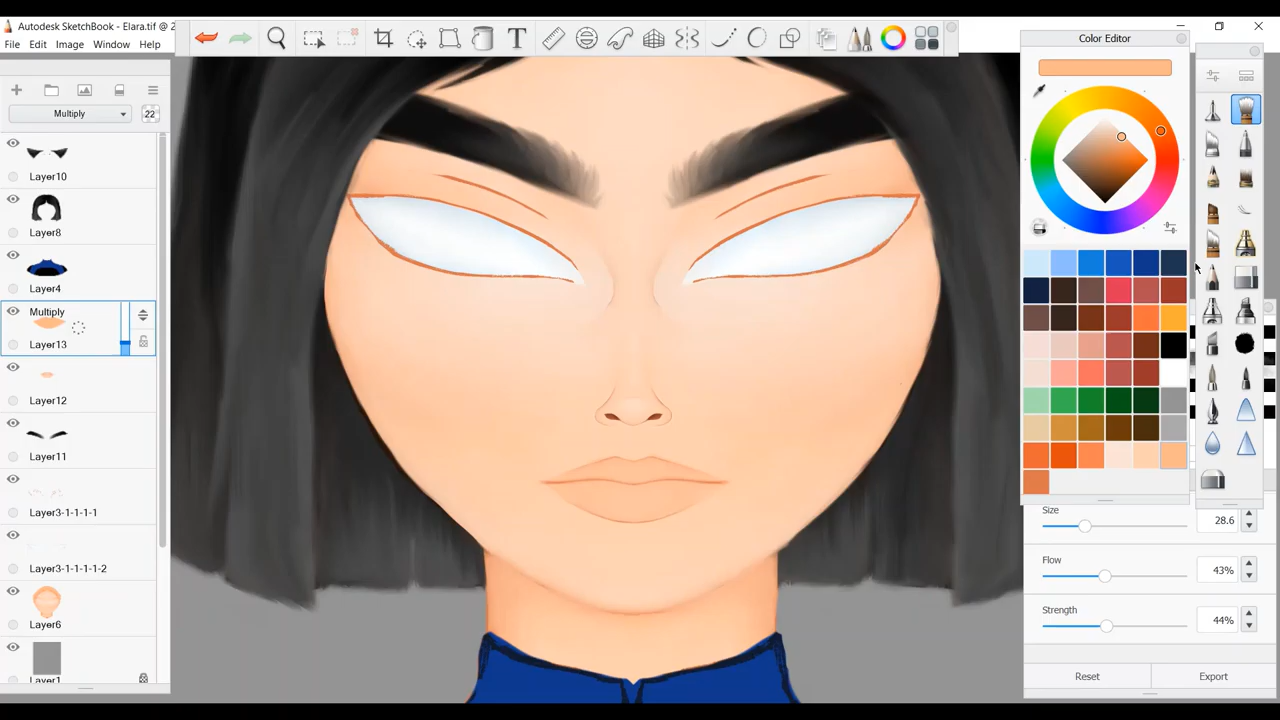 Autodesk SketchBook - Elara.tif @ 2
File Edit Image Window Help
T
Color Editor
Multiply
22
Layer10
Layer8
Layer4
Multiply
Layer13
Layer12
Layer11
Layer3-1-1-1-1
Layer3-1-1-1-1-2
Layer6
Layer1
Size
28.6
Flow
43%
Strength
44%
Reset
Export